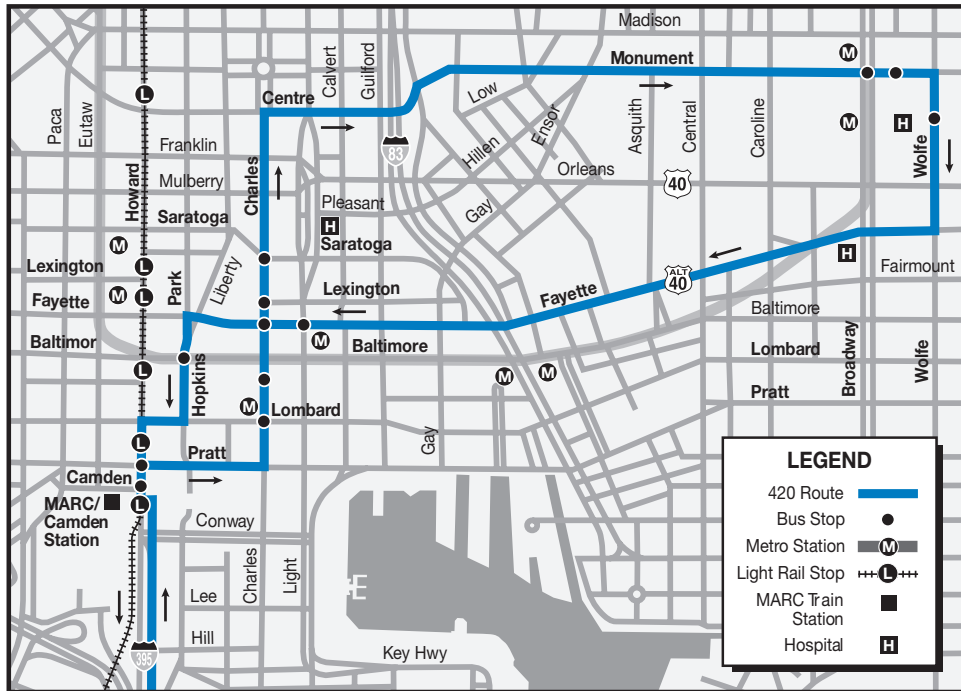 Madison
M
Monument
L
Centre
Calvert
Guilford
Low
Paca
Eutaw
83
Hillen
Ensor
Asquith
Central
Caroline
M
H
Franklin
Howard
Charles
Orleans
Wolfe
Mulberry
40
Pleasant
Gay
Saratoga
H
Saratoga
M
Lexington
L
Park
Liberty
Lexington
ALT
40
H
Fairmount
Fayette
M
L
Fayette
Baltimore
M
Baltimor
Baltimore
Lombard
Broadway
Wolfe
L
Hopkins
M
M
Pratt
M
Lombard
L
Gay
Pratt
Camden
MARC/
Camden
Station
L
Conway
Charles
Light
E
Lee
Hill
395
Key Hwy
LEGEND
420 Route
Bus Stop
Metro Station
M
Light Rail Stop
L
MARC Train
Station
Hospital
H